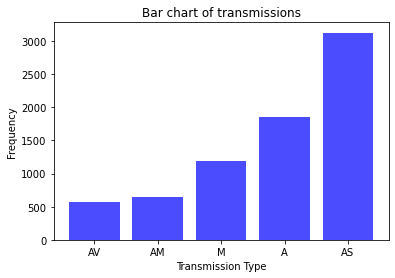 Bar chart of transmissions
Frequency
3000
2500
2000
1500
1000
500
0
AV AM M A AS
Transmission Type